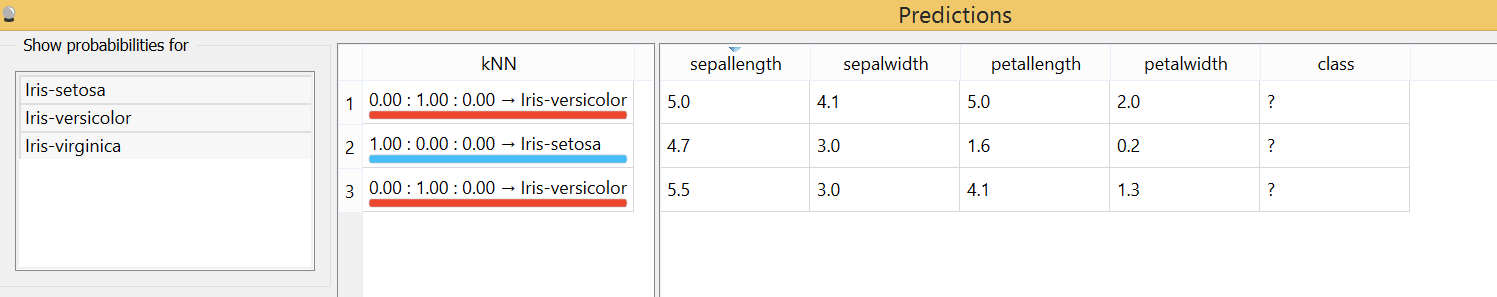 Predictions
Show probabibilities for
Iris-setosa
Iris-versicolor
Iris-virginica
kNN sepallength sepalwidth petallength petalwidth class
1 0.00 : 1.00 : 0.00 → Iris-versicolor 5.0 4.1 5.0 2.0 ?
2 1.00 : 0.00 : 0.00 → Iris-setosa 4.7 3.0 1.6 0.2 ?
3 0.00 : 1.00 : 0.00 → Iris-versicolor 5.5 3.0 4.1 1.3 ?